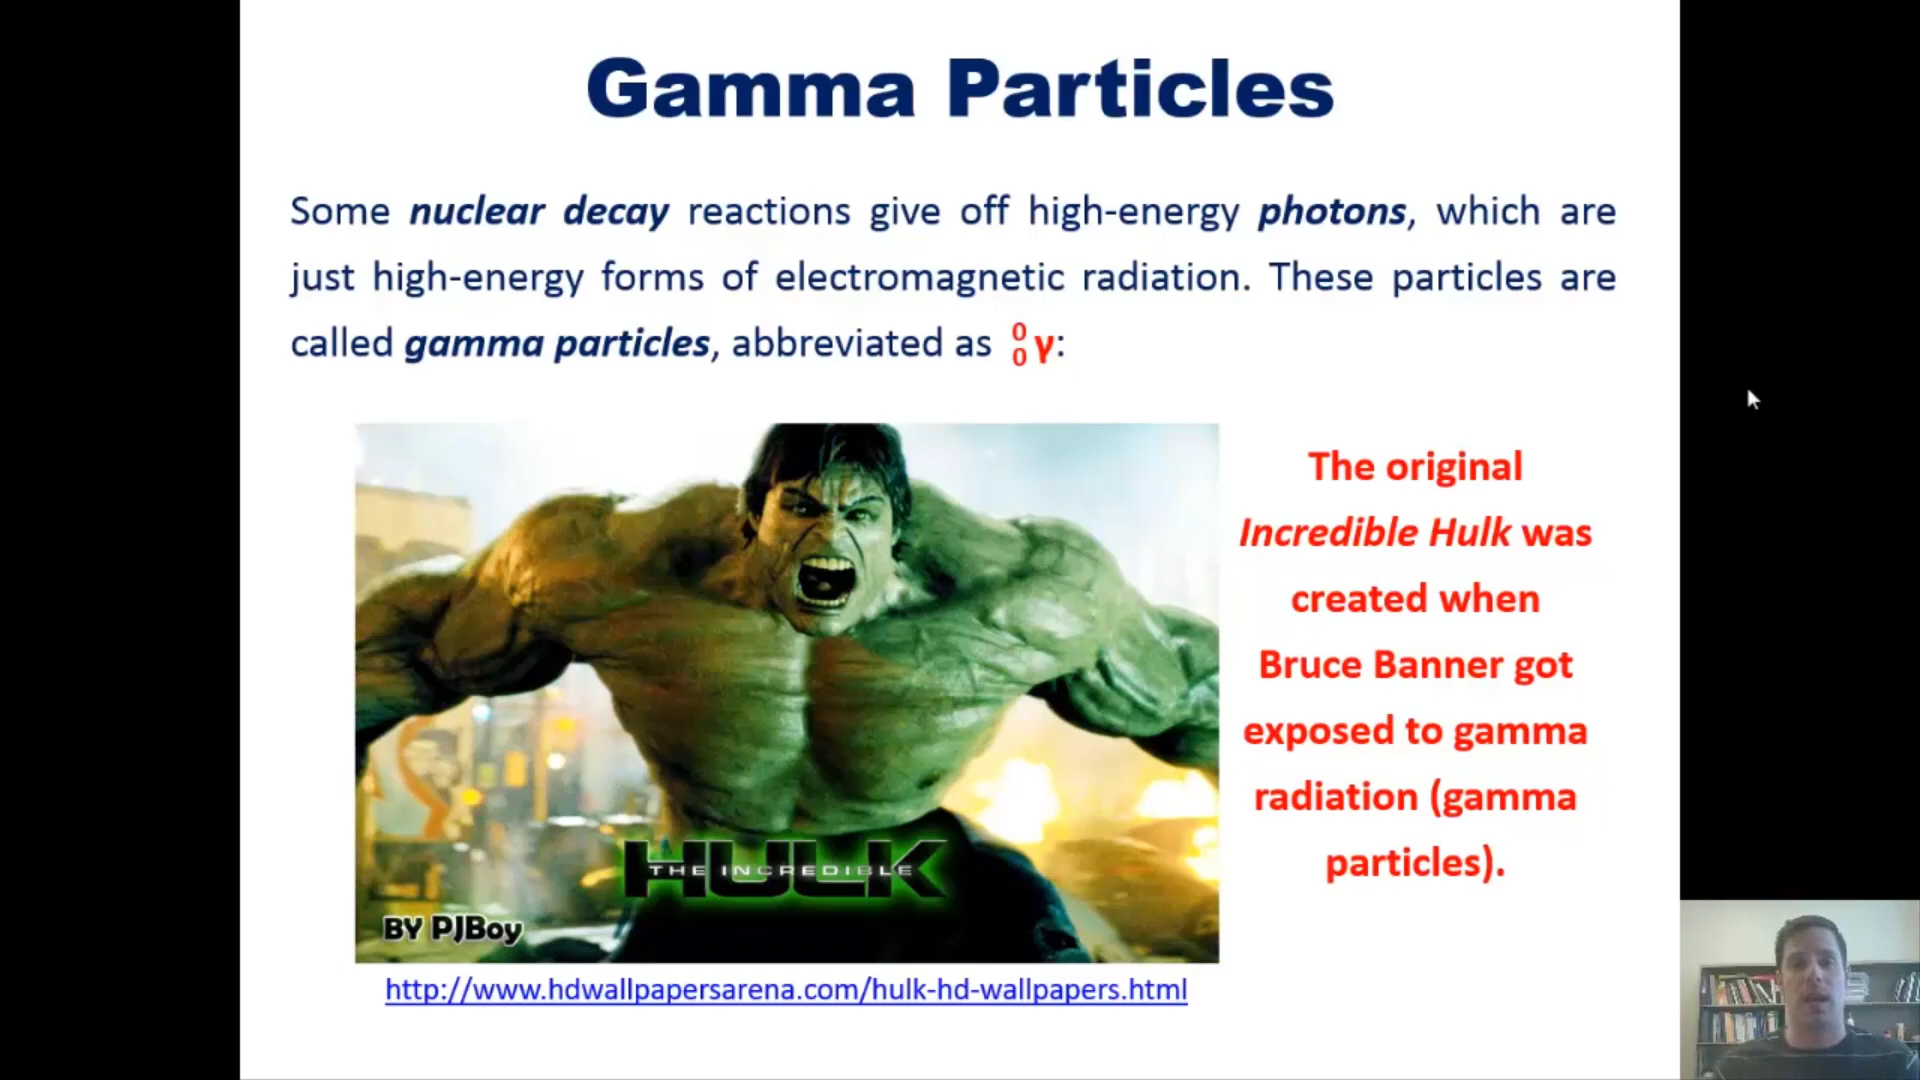 Gamma Particles
Some nuclear decay reactions give off high-energy photons, which are
just high-energy forms of electromagnetic radiation. These particles are
called gamma particles, abbreviated as ⁰₀γ:
The original
Incredible Hulk was
created when
Bruce Banner got
exposed to gamma
radiation (gamma
particles).
THE INCREDIBLE
HULK
BY PJBoy
http://www.hdwallpapersarena.com/hulk-hd-wallpapers.html